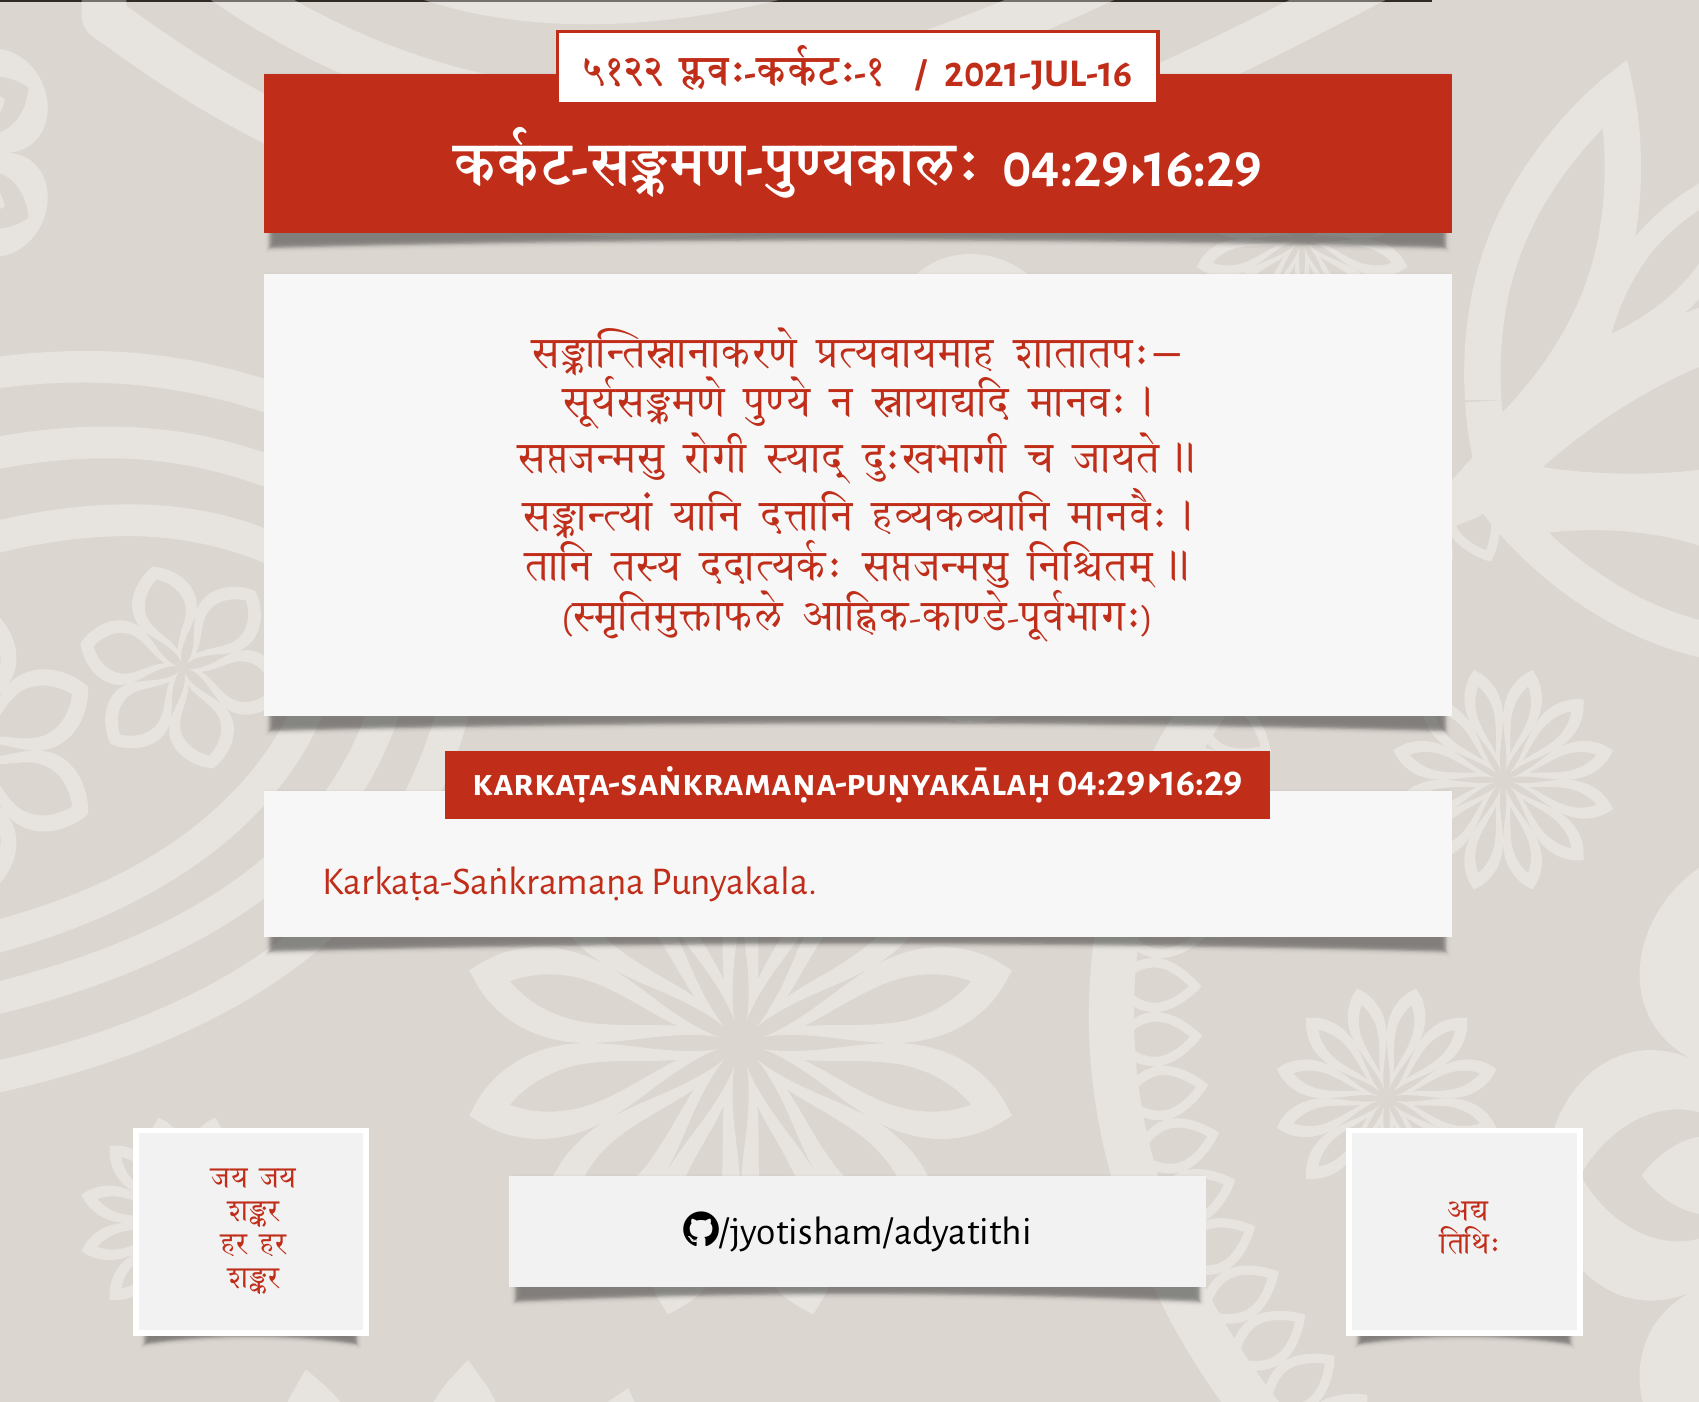 ५१२२ प्लवः-कर्कटः-१ / 2021-JUL-16
कर्कट-सङ्क्रमण-पुण्यकालः 04:29▸16:29
सङ्क्रान्तिस्नानाकरणे प्रत्यवायमाह शातातपः—
सूर्यसङ्क्रमणे पुण्ये न स्नायाद्यदि मानवः ।
सप्तजन्मसु रोगी स्याद् दुःखभागी च जायते ॥
सङ्क्रान्त्यां यानि दत्तानि हव्यकव्यानि मानवैः ।
तानि तस्य ददात्यर्कः सप्तजन्मसु निश्चितम् ॥
(स्मृतिमुक्ताफले आह्निक-काण्डे-पूर्वभागः)
KARKAṬA-SAṄKRAMAṆA-PUṆYAKĀLAḤ 04:29▸16:29
Karkaṭa-Saṅkramaṇa Punyakala.
जय जय
शङ्कर
हर हर
शङ्कर
/jyotisham/adyatithi
अद्य
तिथिः